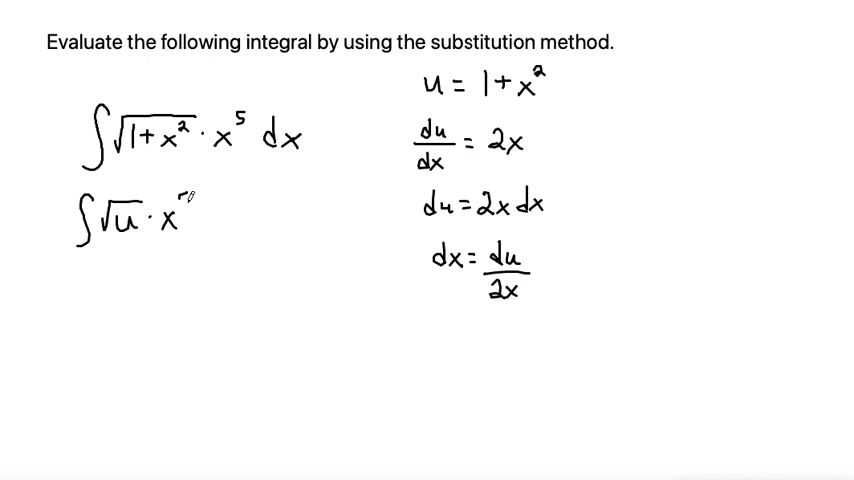 Evaluate the following integral by using the substitution method.
∫√(1+x²) · x⁵ dx
∫√u · x
u = 1+x²
du/dx = 2x
du = 2x dx
dx = du/2x